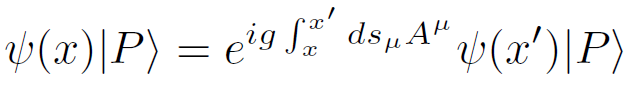 ψ(x)|P⟩ = e^{ig ∫_x^{x′} ds_μ A^μ} ψ(x′)|P⟩